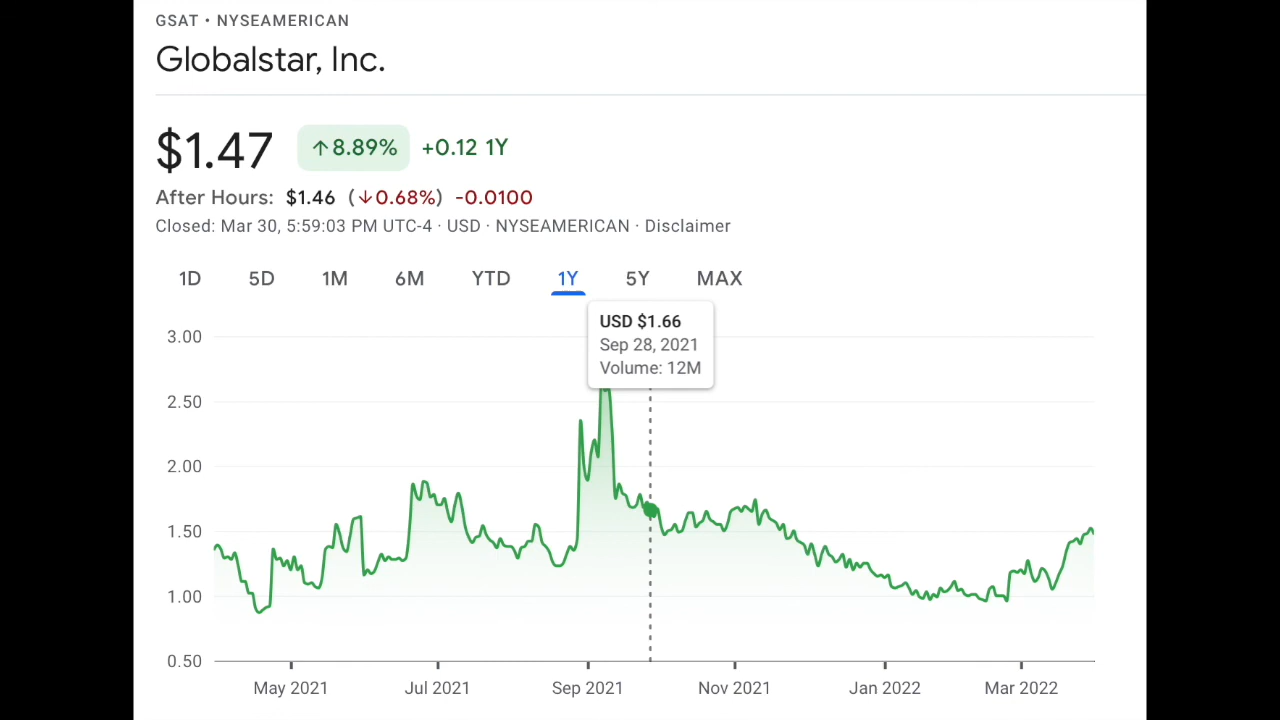 GSAT • NYSEAMERICAN
Globalstar, Inc.
$1.47 ↑8.89% +0.12 1Y
After Hours: $1.46 (↓0.68%) -0.0100
Closed: Mar 30, 5:59:03 PM UTC-4 · USD · NYSEAMERICAN · Disclaimer
1D 5D 1M 6M YTD 1Y 5Y MAX
USD $1.66
Sep 28, 2021
Volume: 12M
3.00
2.50
2.00
1.50
1.00
0.50
May 2021 Jul 2021 Sep 2021 Nov 2021 Jan 2022 Mar 2022